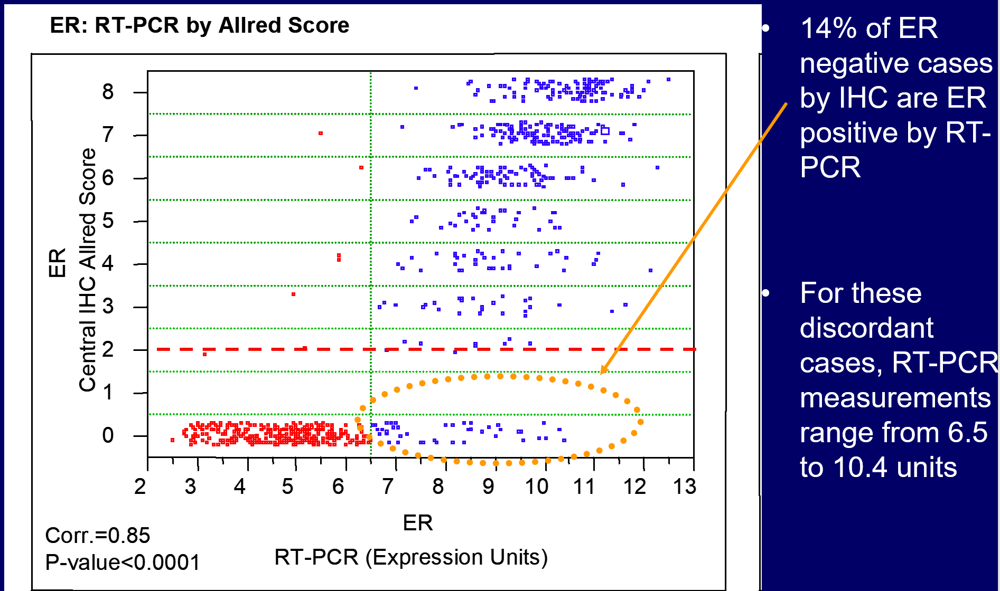 ER: RT-PCR by Allred Score
8
7
6
5
4
3
2
1
0
ER
Central IHC Allred Score
2 3 4 5 6 7 8 9 10 11 12 13
ER
RT-PCR (Expression Units)
Corr.=0.85
P-value<0.0001
• 14% of ER
negative cases
by IHC are ER
positive by RT-
PCR
• For these
discordant
cases, RT-PCR
measurements
range from 6.5
to 10.4 units